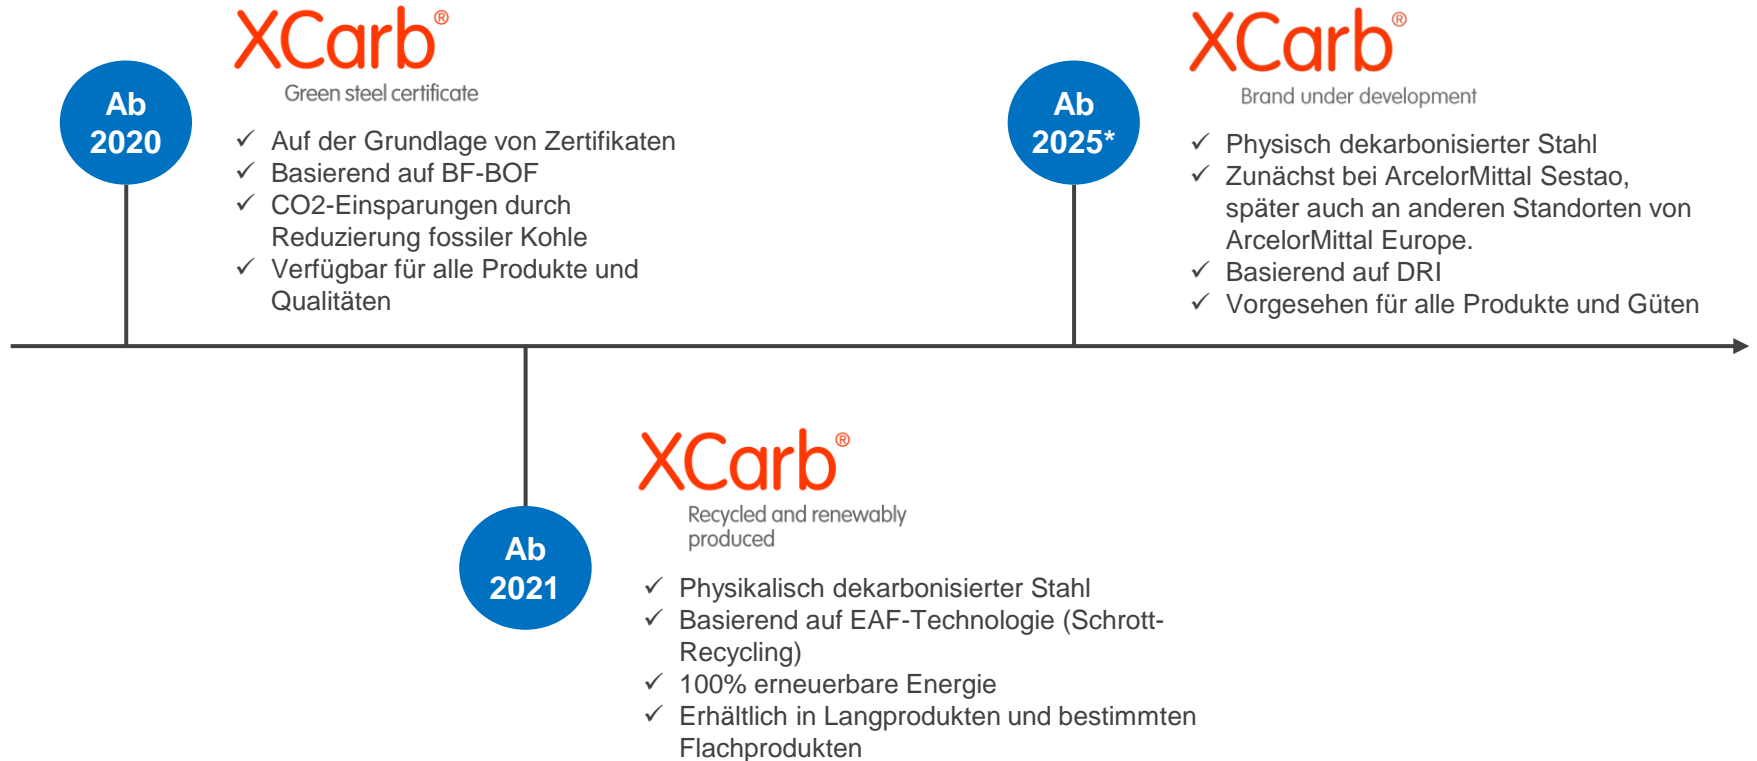 XCarb®
Green steel certificate
Ab
2020
✓ Auf der Grundlage von Zertifikaten
✓ Basierend auf BF-BOF
✓ CO2-Einsparungen durch
Reduzierung fossiler Kohle
✓ Verfügbar für alle Produkte und
Qualitäten
XCarb®
Brand under development
Ab
2025*
✓ Physisch dekarbonisierter Stahl
✓ Zunächst bei ArcelorMittal Sestao,
später auch an anderen Standorten von
ArcelorMittal Europe.
✓ Basierend auf DRI
✓ Vorgesehen für alle Produkte und Güten
XCarb®
Recycled and renewably
produced
Ab
2021
✓ Physikalisch dekarbonisierter Stahl
✓ Basierend auf EAF-Technologie (Schrott-
Recycling)
✓ 100% erneuerbare Energie
✓ Erhältlich in Langprodukten und bestimmten
Flachprodukten